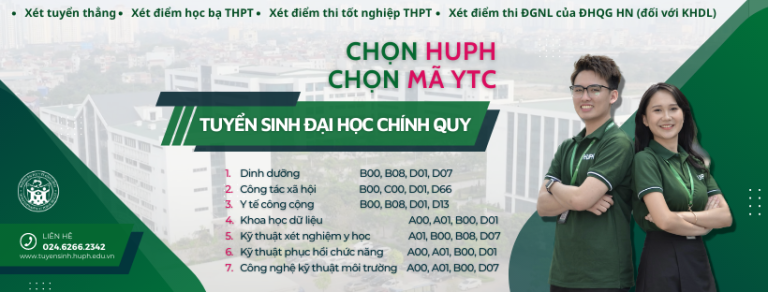 • Xét tuyển thẳng • Xét điểm học bạ THPT • Xét điểm thi tốt nghiệp THPT • Xét điểm thi ĐGNL của ĐHQG HN (đối với KHDL)
CHỌN HUPH
CHỌN MÃ YTC
TUYỂN SINH ĐẠI HỌC CHÍNH QUY
1. Dinh dưỡng B00, B08, D01, D07
2. Công tác xã hội B00, C00, D01, D66
3. Y tế công cộng B00, B08, D01, D13
4. Khoa học dữ liệu A00, A01, B00, D01
5. Kỹ thuật xét nghiệm y học A01, B00, B08, D07
6. Kỹ thuật phục hồi chức năng A00, A01, B00, D01
7. Công nghệ kỹ thuật môi trường A00, A01, B00, D07
LIÊN HỆ
024.6266.2342
www.tuyensinh.huph.edu.vn
HUPH